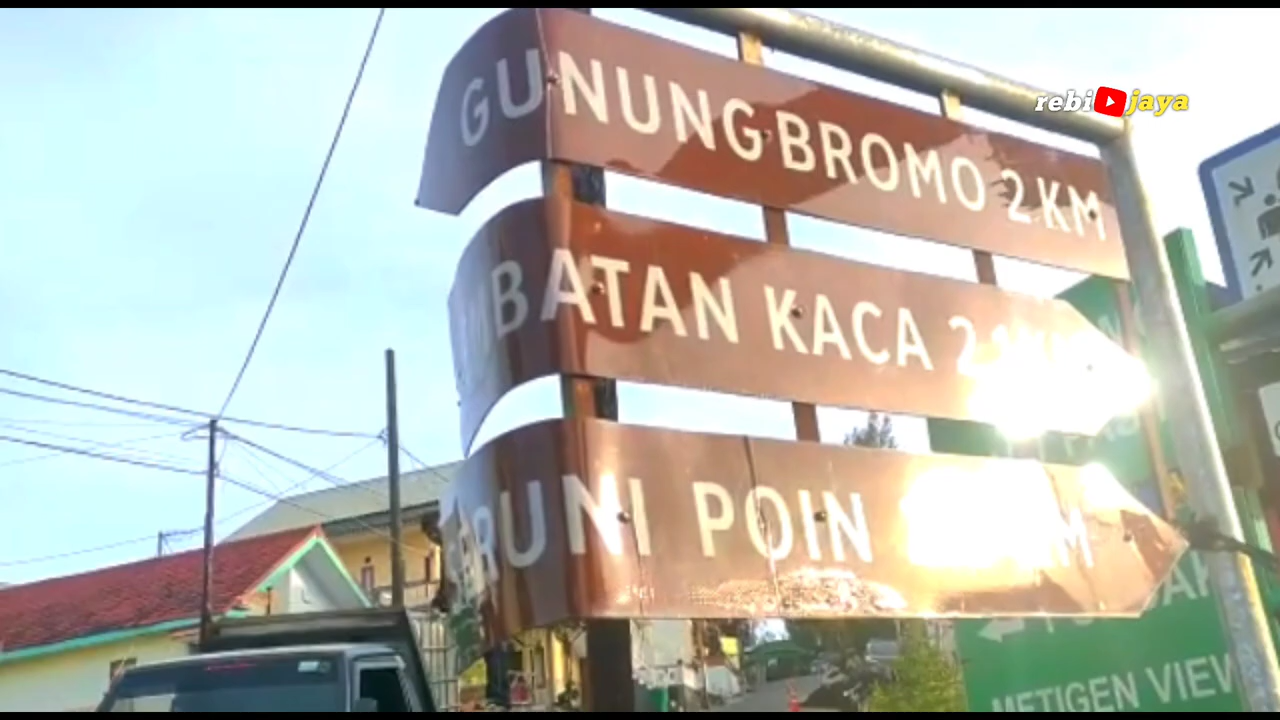 rebi jaya
GUNUNG BROMO 2 KM
BATAN KACA 2
RUNI POIN M
METIGEN VIEW